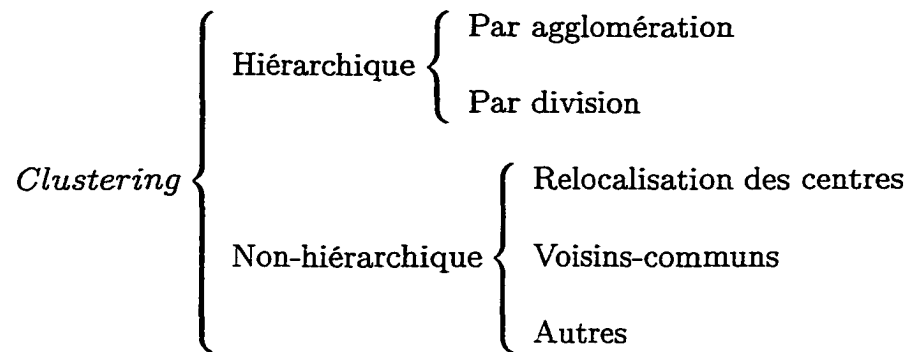 Par agglomération
Hiérarchique
Par division
Clustering
Relocalisation des centres
Non-hiérarchique
Voisins-communs
Autres